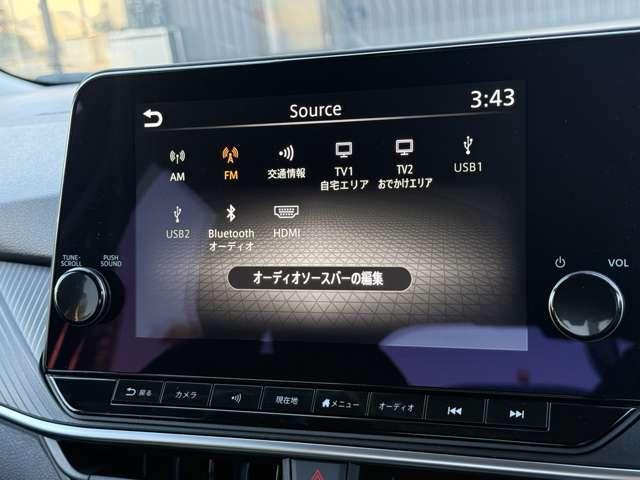 Source
3:43
AM
FM
交通情報
TV1
自宅エリア
TV2
おでかけエリア
USB1
USB2
Bluetooth
オーディオ
HDMI
オーディオソースバーの編集
TUNE・
SCROLL
PUSH
SOUND
VOL
戻る
カメラ
現在地
メニュー
オーディオ